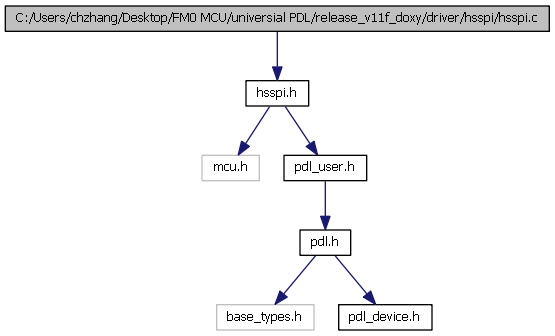 C:/Users/chzhang/Desktop/FM0 MCU/universial PDL/release_v11f_doxy/driver/hsspi/hsspi.c
hsspi.h
mcu.h
pdl_user.h
pdl.h
base_types.h
pdl_device.h